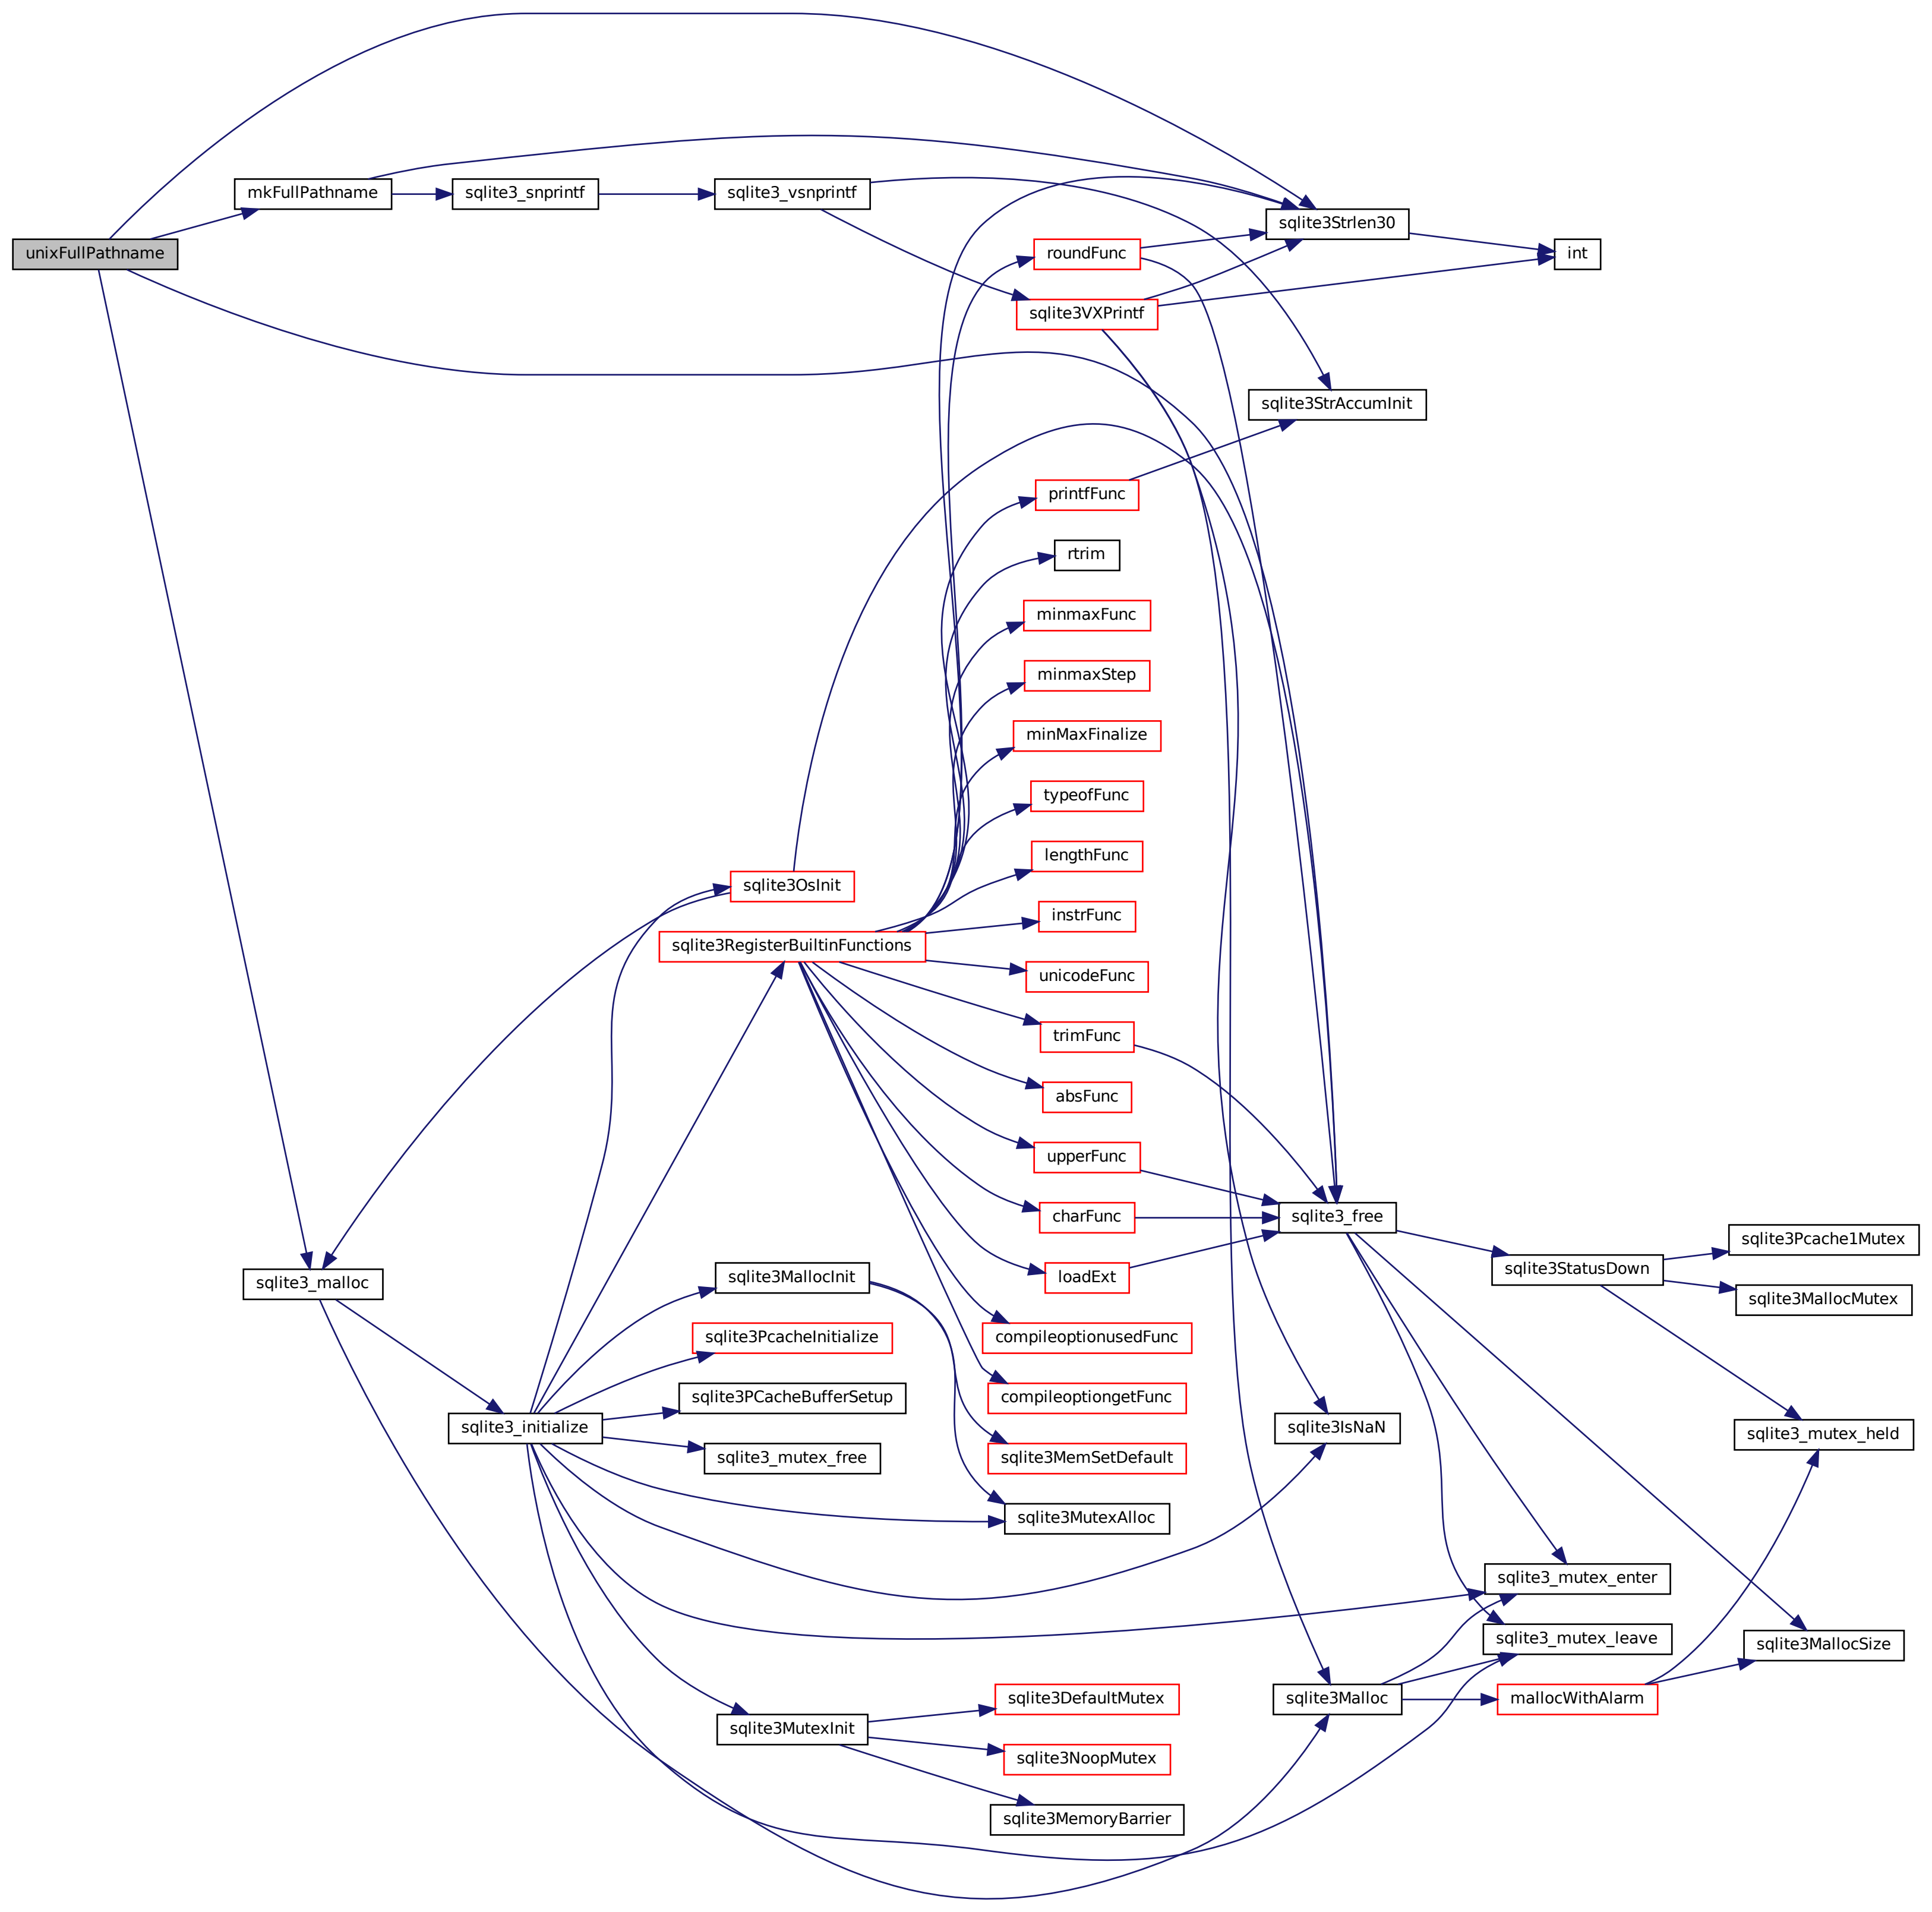 unixFullPathname
mkFullPathname
sqlite3_snprintf
sqlite3_vsnprintf
sqlite3Strlen30
roundFunc
int
sqlite3VXPrintf
sqlite3StrAccumInit
printfFunc
rtrim
minmaxFunc
minmaxStep
minMaxFinalize
typeofFunc
lengthFunc
sqlite3OsInit
instrFunc
sqlite3RegisterBuiltinFunctions
unicodeFunc
trimFunc
absFunc
upperFunc
charFunc
sqlite3_free
sqlite3Pcache1Mutex
sqlite3StatusDown
sqlite3_malloc
sqlite3MallocInit
loadExt
sqlite3MallocMutex
sqlite3PcacheInitialize
compileoptionusedFunc
sqlite3PCacheBufferSetup
compileoptiongetFunc
sqlite3_initialize
sqlite3IsNaN
sqlite3_mutex_held
sqlite3_mutex_free
sqlite3MemSetDefault
sqlite3MutexAlloc
sqlite3_mutex_enter
sqlite3_mutex_leave
sqlite3MallocSize
sqlite3DefaultMutex
sqlite3Malloc
mallocWithAlarm
sqlite3MutexInit
sqlite3NoopMutex
sqlite3MemoryBarrier